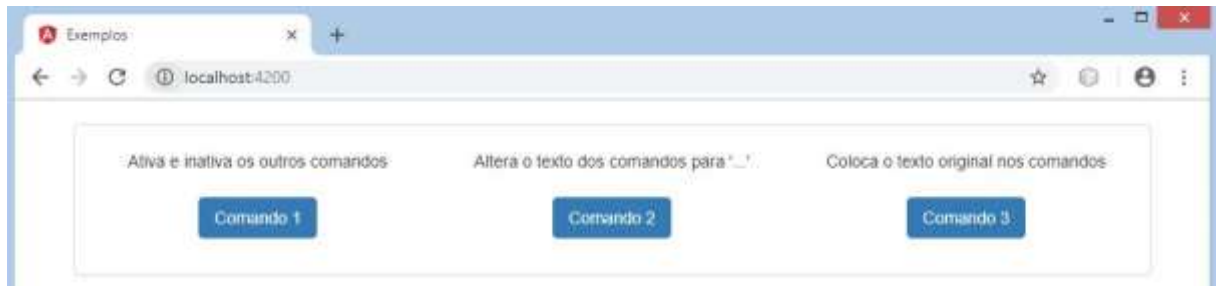 Exemplos
localhost:4200
Ativa e inativa os outros comandos
Altera o texto dos comandos para '...'
Coloca o texto original nos comandos
Comando 1
Comando 2
Comando 3